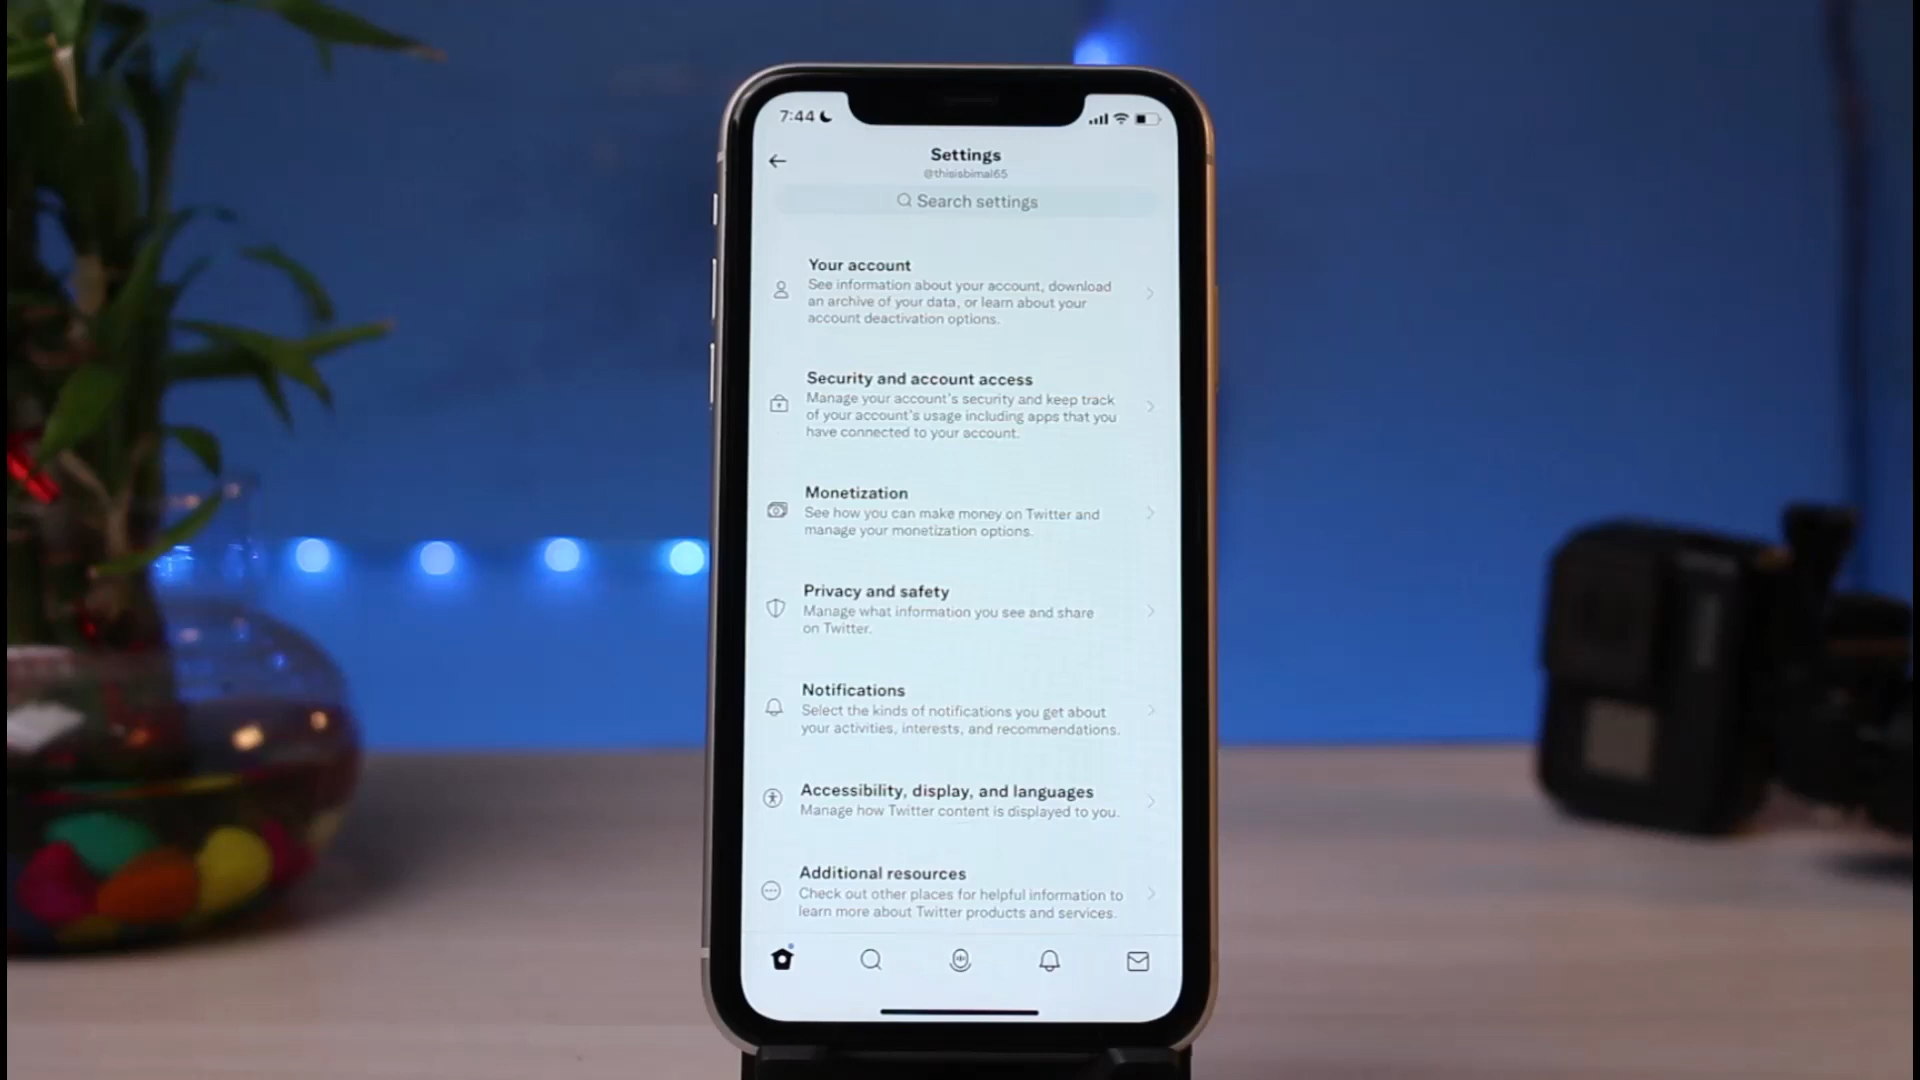 7:44
Settings
@thisisbimal65
Search settings
Your account
See information about your account, download
an archive of your data, or learn about your
account deactivation options.
Security and account access
Manage your account's security and keep track
of your account's usage including apps that you
have connected to your account.
Monetization
See how you can make money on Twitter and
manage your monetization options.
Privacy and safety
Manage what information you see and share
on Twitter.
Notifications
Select the kinds of notifications you get about
your activities, interests, and recommendations.
Accessibility, display, and languages
Manage how Twitter content is displayed to you.
Additional resources
Check out other places for helpful information to
learn more about Twitter products and services.